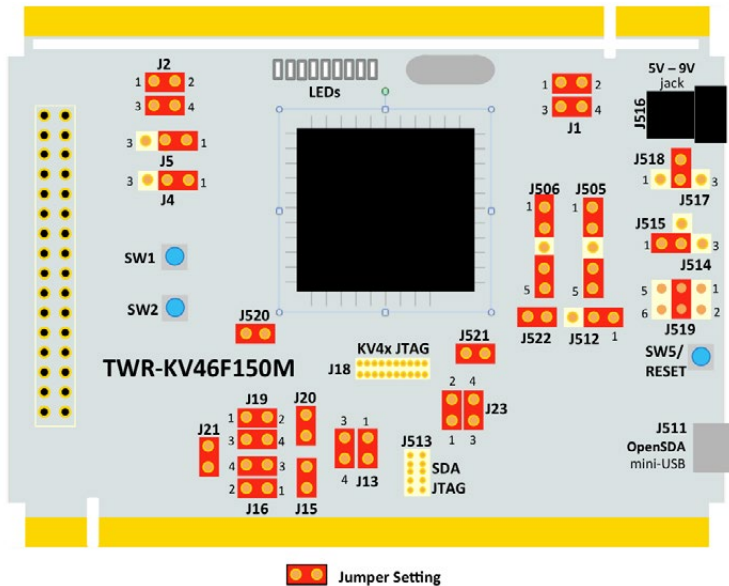 J2
1 2
3 4
LEDs
1 2
3 4
J1
5V – 9V
jack
J516
3 1
J5
3 1
J4
J518
1 3
J517
J506 J505
1 1
5 5
J515
1 3
J514
SW1
SW2
5 1
6 2
J519
J520
J522 J512 1
KV4x JTAG
J18
J521
SW5/
RESET
TWR-KV46F150M
2 4
J23
1 3
J19 J20
1 2
3 4
J21
4 3
2 1
J16 J15
3 1
4 J13
J513
SDA
JTAG
J511
OpenSDA
mini-USB
Jumper Setting